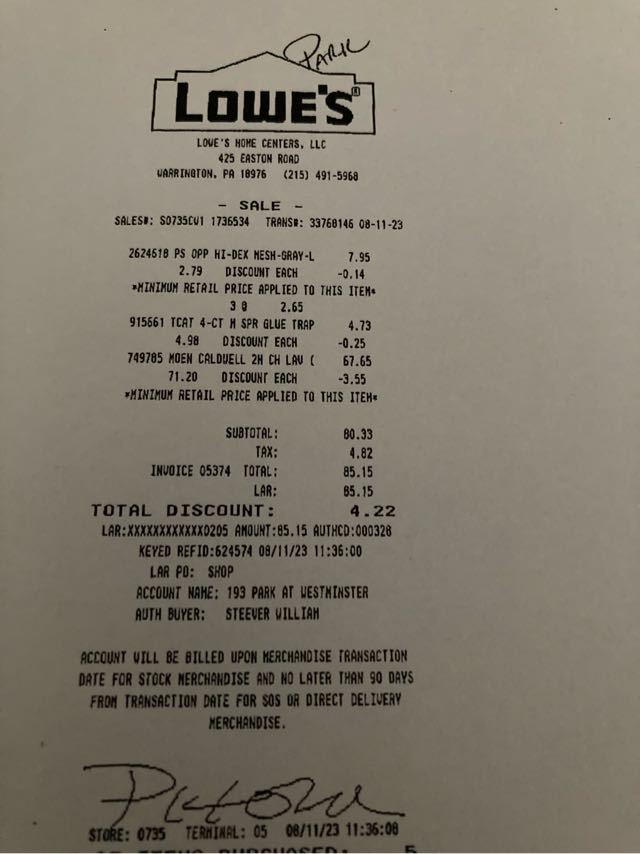 PARK
LOWE'S®
LOWE'S HOME CENTERS, LLC
425 EASTON ROAD
WARRINGTON, PA 18976 (215) 491-5968
- SALE -
SALES#: S0735CW1 1736534 TRANS#: 33768146 08-11-23
2624618 PS OPP HI-DEX MESH-GRAY-L 7.95
2.79 DISCOUNT EACH -0.14
*MINIMUM RETAIL PRICE APPLIED TO THIS ITEM*
3 @ 2.65
915661 TCAT 4-CT M SPR GLUE TRAP 4.73
4.98 DISCOUNT EACH -0.25
749785 MOEN CALDWELL 2H CH LAV ( 67.65
71.20 DISCOUNT EACH -3.55
*MINIMUM RETAIL PRICE APPLIED TO THIS ITEM*
SUBTOTAL: 80.33
TAX: 4.82
INVOICE 05374 TOTAL: 85.15
LAR: 85.15
TOTAL DISCOUNT: 4.22
LAR:XXXXXXXXXXXX0205 AMOUNT:85.15 AUTHCD:000328
KEYED REFID:624574 08/11/23 11:36:00
LAR PO: SHOP
ACCOUNT NAME: 193 PARK AT WESTMINSTER
AUTH BUYER: STEEVER WILLIAM
ACCOUNT WILL BE BILLED UPON MERCHANDISE TRANSACTION
DATE FOR STOCK MERCHANDISE AND NO LATER THAN 90 DAYS
FROM TRANSACTION DATE FOR SOS OR DIRECT DELIVERY
MERCHANDISE.
STORE: 0735 TERMINAL: 05 08/11/23 11:36:08
OF ITEMS PURCHASED: 5